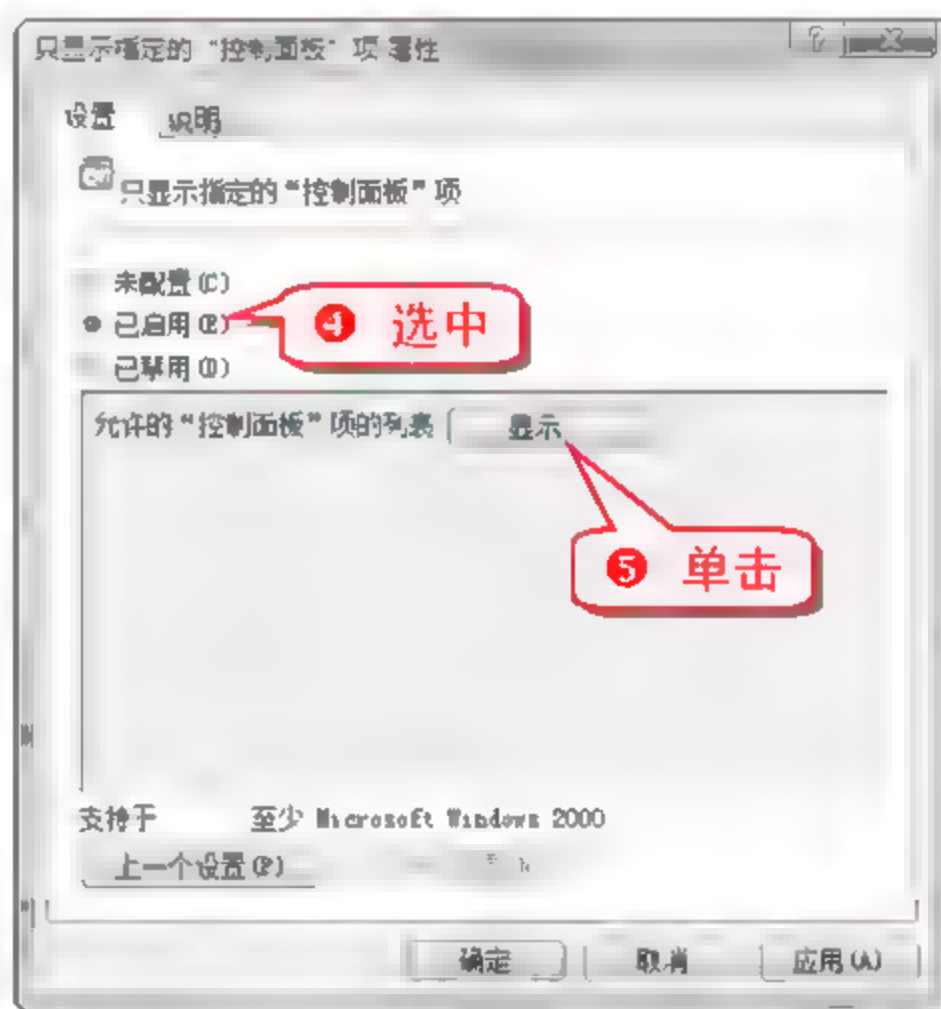 只显示指定的“控制面板”项 属性
设置 说明
只显示指定的“控制面板”项
未配置(C)
已启用(E)
❹ 选中
已禁用(D)
允许的“控制面板”项的列表 显示
❺ 单击
支持于 至少 Microsoft Windows 2000
上一个设置(P)
确定 取消 应用(A)